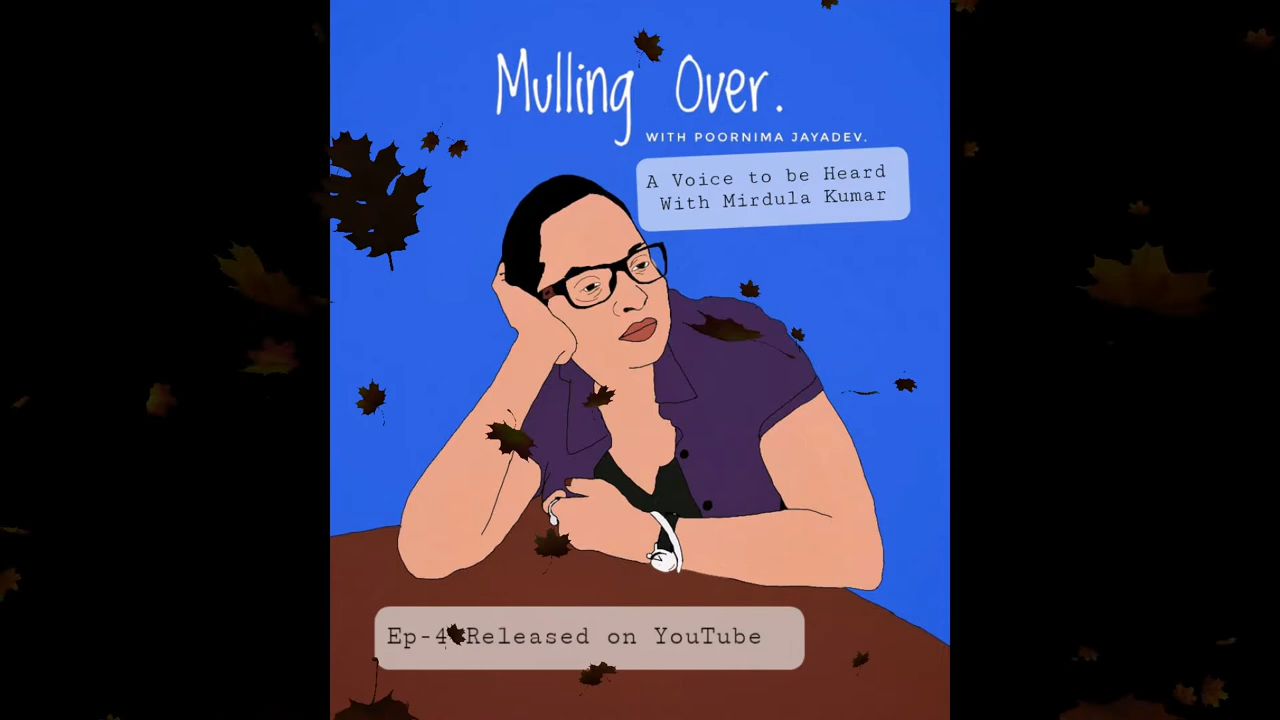 Mulling Over.
WITH POORNIMA JAYADEV.
A Voice to be Heard
With Mirdula Kumar
Ep-4 Released on YouTube